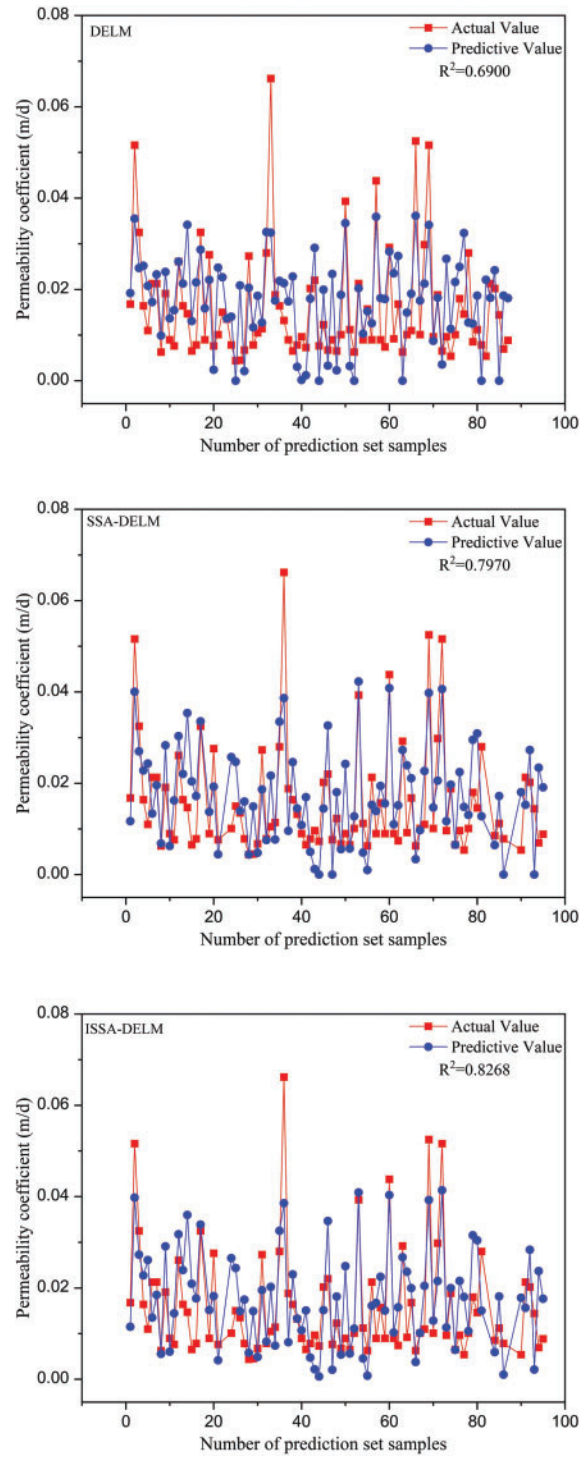 DELM
Actual Value
Predictive Value
R²=0.6900
Permeability coefficient (m/d)
0.08
0.06
0.04
0.02
0.00
0 20 40 60 80 100
Number of prediction set samples
SSA-DELM
Actual Value
Predictive Value
R²=0.7970
Permeability coefficient (m/d)
0.08
0.06
0.04
0.02
0.00
0 20 40 60 80 100
Number of prediction set samples
ISSA-DELM
Actual Value
Predictive Value
R²=0.8268
Permeability coefficient (m/d)
0.08
0.06
0.04
0.02
0.00
0 20 40 60 80 100
Number of prediction set samples